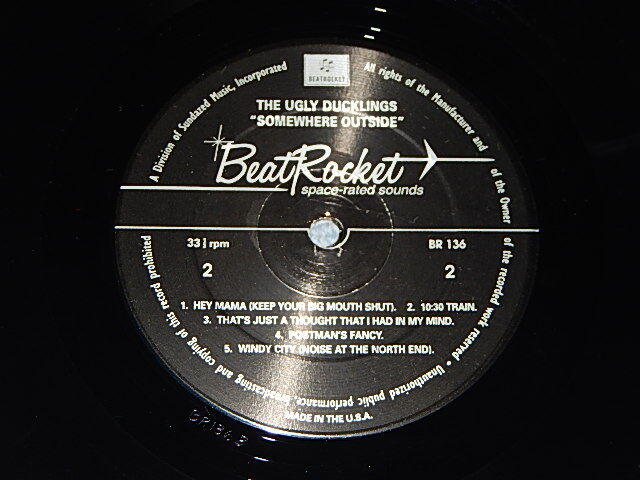 A Division of Sundazed Music, Incorporated
BEATROCKET
All rights of the Manufacturer and of the Owner of the recorded work reserved • Unauthorized public performance, broadcasting and copying of this record prohibited
THE UGLY DUCKLINGS
"SOMEWHERE OUTSIDE"
BeatRocket
space-rated sounds
33⅓ rpm
BR 136
2
2
1. HEY MAMA (KEEP YOUR BIG MOUTH SHUT). 2. 10:30 TRAIN.
3. THAT'S JUST A THOUGHT THAT I HAD IN MY MIND.
4. POSTMAN'S FANCY.
5. WINDY CITY (NOISE AT THE NORTH END).
MADE IN THE U.S.A.